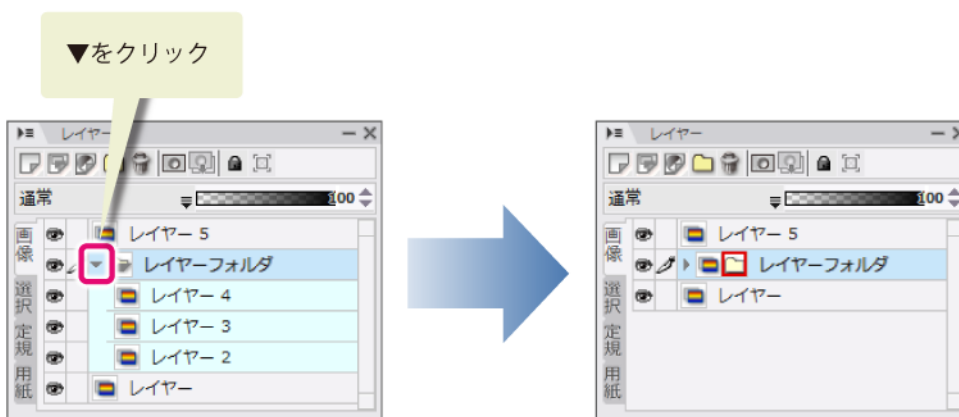 ▼をクリック
レイヤー
通常
100
画像
選択
定規
用紙
レイヤー 5
レイヤーフォルダ
レイヤー 4
レイヤー 3
レイヤー 2
レイヤー
レイヤー
通常
100
画像
選択
定規
用紙
レイヤー 5
レイヤーフォルダ
レイヤー